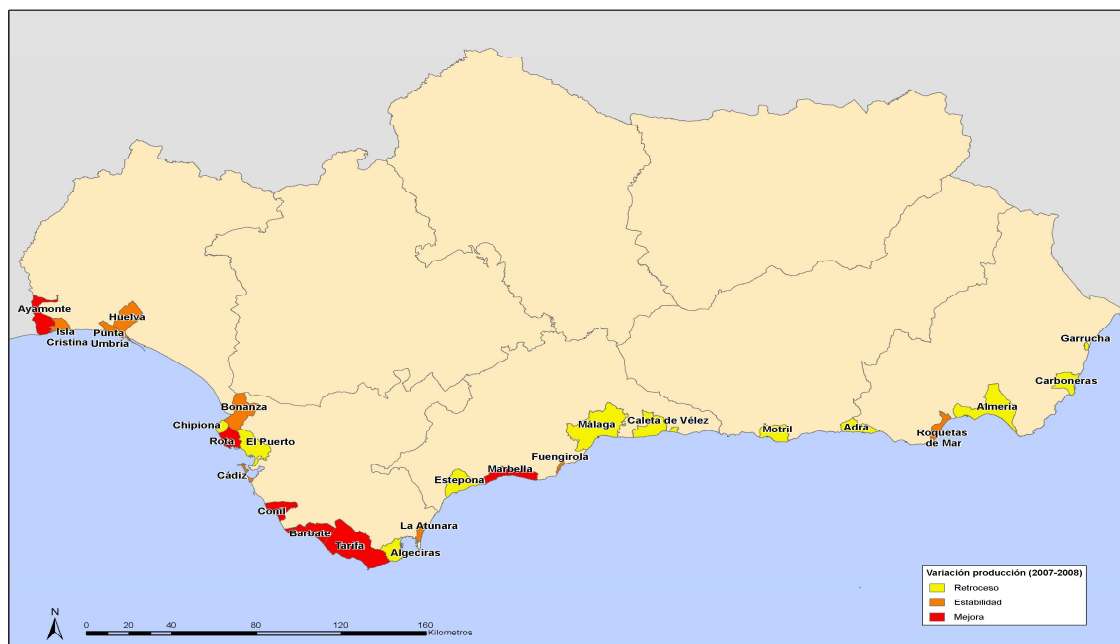 Ayamonte
Isla
Cristina
Huelva
Punta
Umbria
Bonanza
Chipiona
Rota
El Puerto
Cádiz
Conil
Barbate
Tarifa
Algeciras
La Atunara
Estepona
Marbella
Fuengirola
Málaga
Caleta de Vélez
Motril
Adra
Roquetas
de Mar
Almería
Carboneras
Garrucha
N
0 20 40 80 120 160
Kilometros
Variación producción (2007-2008)
Retroceso
Estabilidad
Mejora